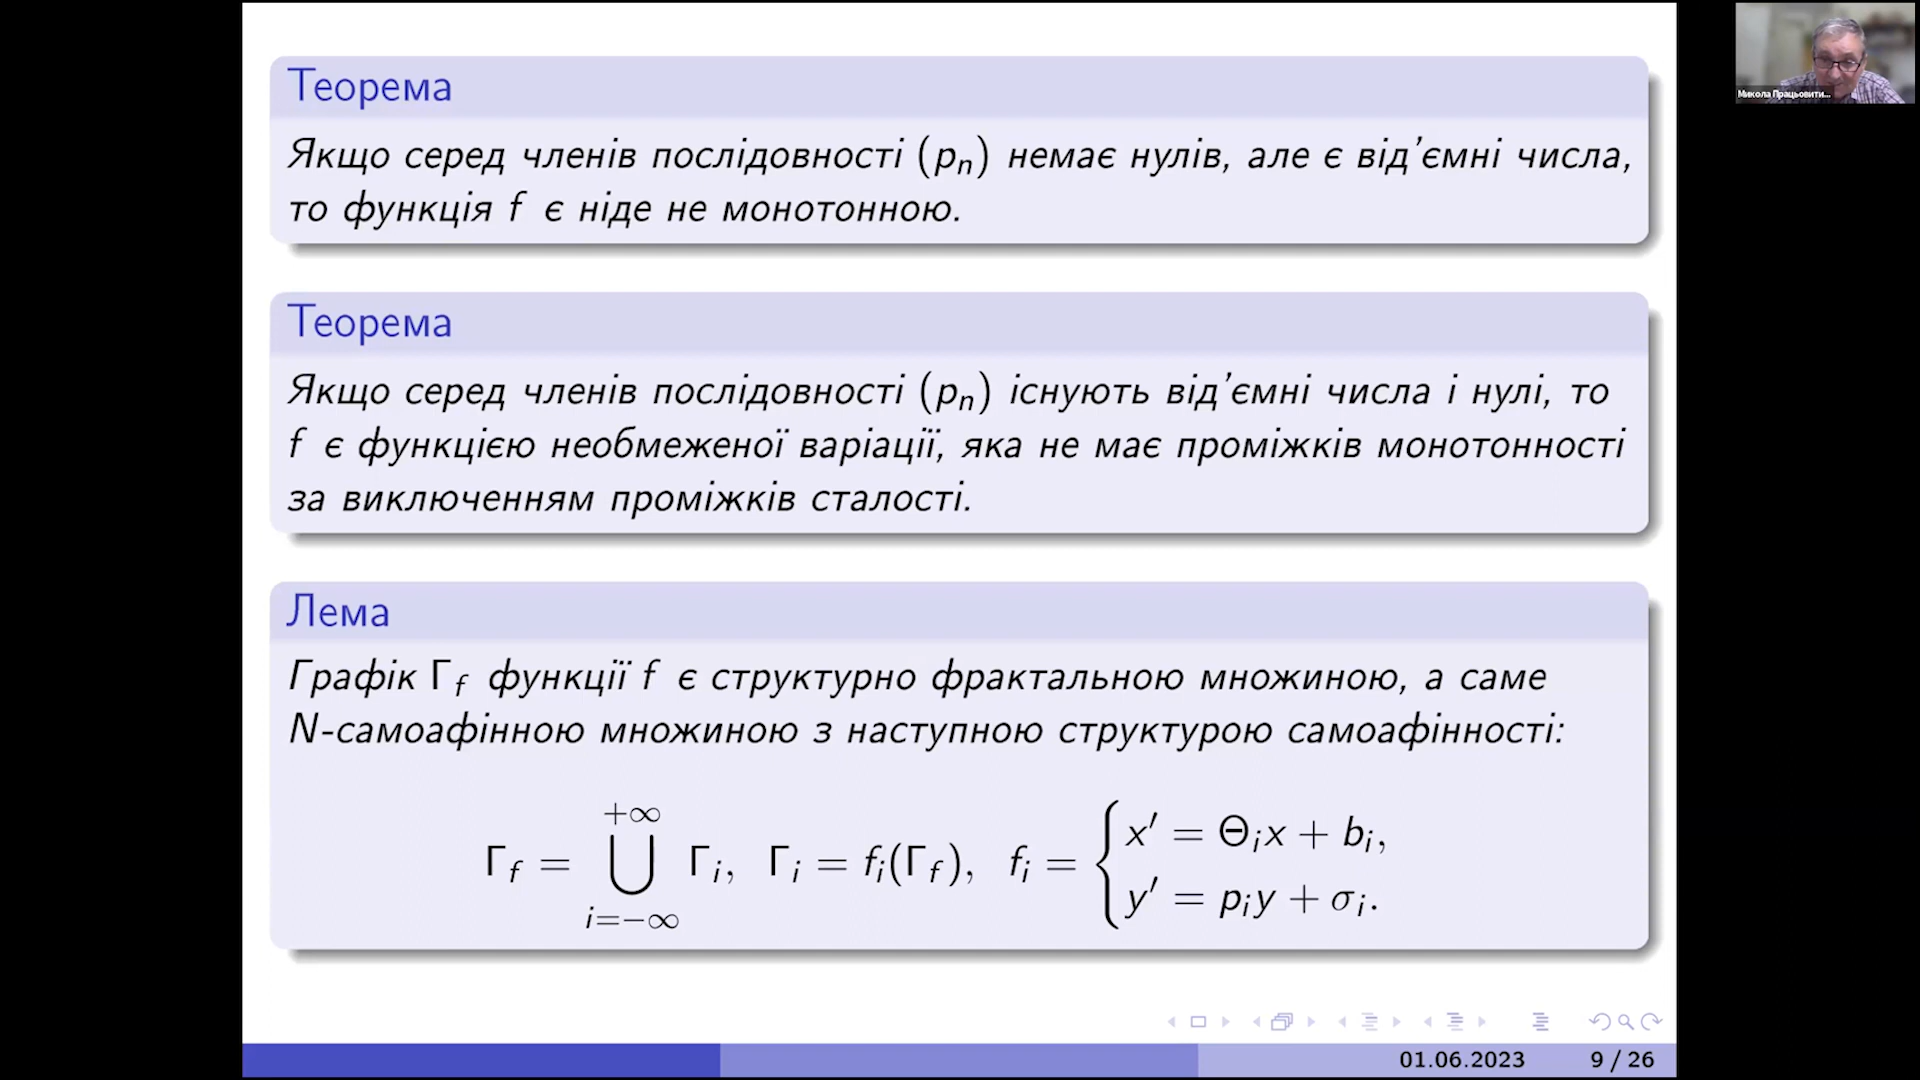 Теорема
Якщо серед членів послідовності (pₙ) немає нулів, але є від’ємні числа,
то функція f є ніде не монотонною.
Теорема
Якщо серед членів послідовності (pₙ) існують від’ємні числа і нулі, то
f є функцією необмеженої варіації, яка не має проміжків монотонності
за виключенням проміжків сталості.
Лема
Графік Γ_f функції f є структурно фрактальною множиною, а саме
N-самоафінною множиною з наступною структурою самоафінності:
Γ_f = ⋃_{i=−∞}^{+∞} Γ_i, Γ_i = f_i(Γ_f), f_i = { x′ = Θ_i x + b_i,
y′ = p_i y + σ_i.
01.06.2023 9 / 26
Микола Працьовити...